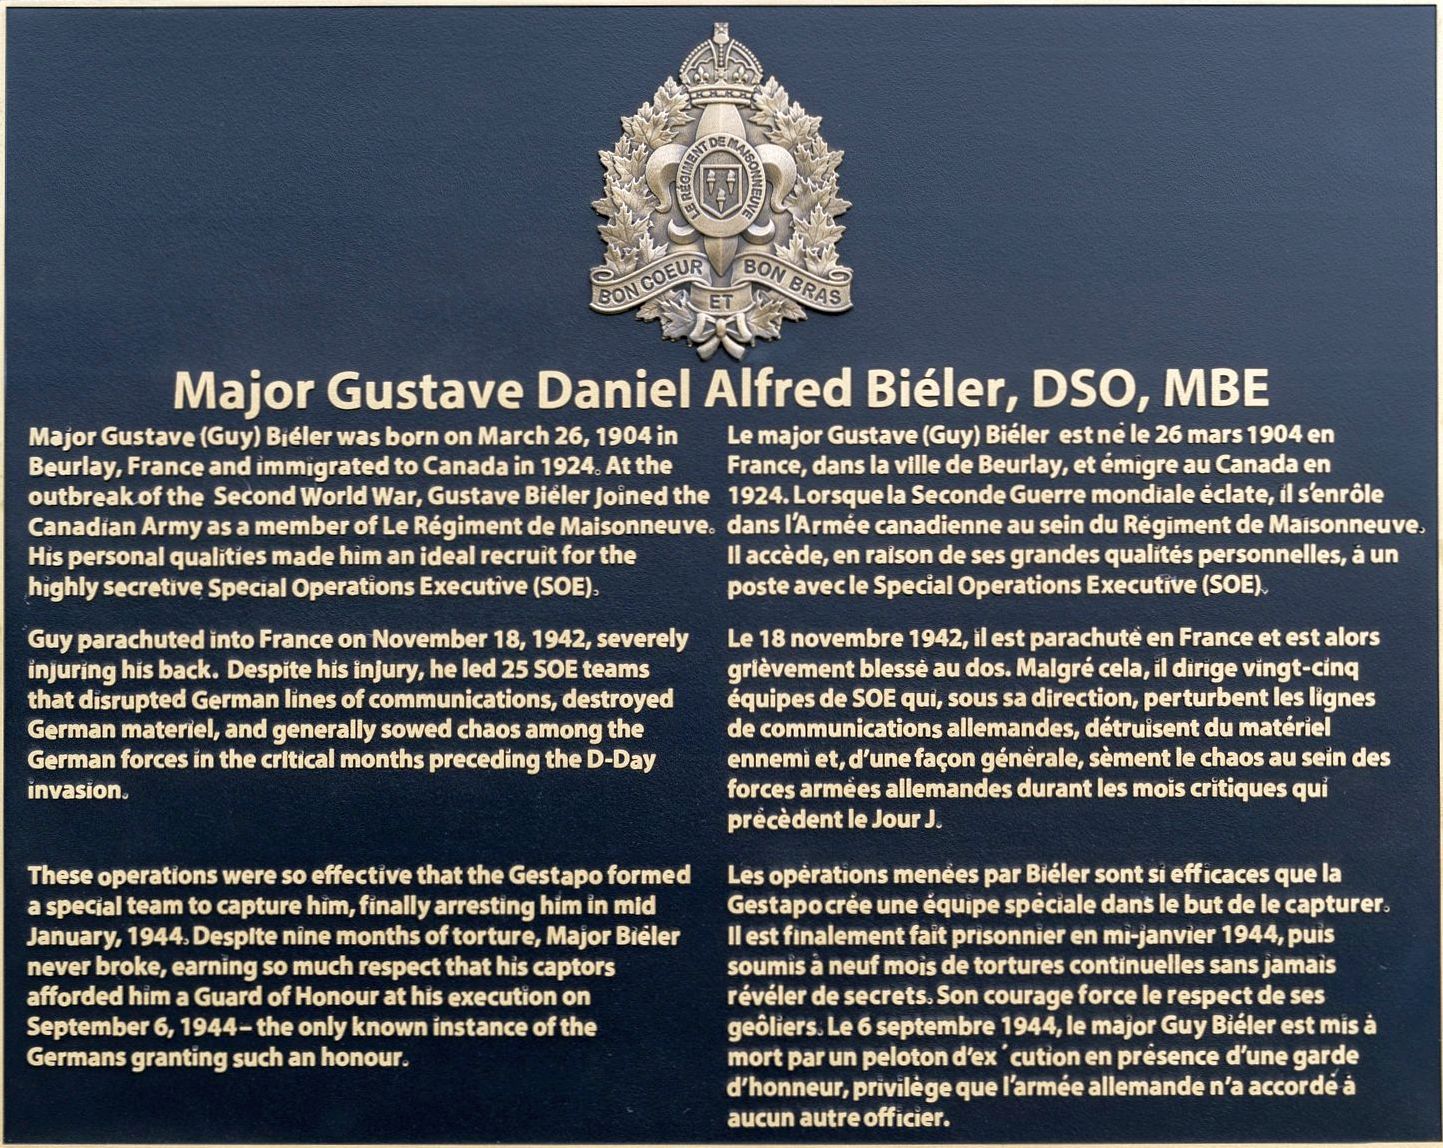 LE RÉGIMENT DE MAISONNEUVE
BON COEUR ET BON BRAS
Major Gustave Daniel Alfred Biéler, DSO, MBE
Major Gustave (Guy) Biéler was born on March 26, 1904 in
Beurlay, France and immigrated to Canada in 1924. At the
outbreak of the Second World War, Gustave Biéler joined the
Canadian Army as a member of Le Régiment de Maisonneuve.
His personal qualities made him an ideal recruit for the
highly secretive Special Operations Executive (SOE).
Guy parachuted into France on November 18, 1942, severely
injuring his back. Despite his injury, he led 25 SOE teams
that disrupted German lines of communications, destroyed
German materiel, and generally sowed chaos among the
German forces in the critical months preceding the D-Day
invasion.
These operations were so effective that the Gestapo formed
a special team to capture him, finally arresting him in mid
January, 1944. Despite nine months of torture, Major Biéler
never broke, earning so much respect that his captors
afforded him a Guard of Honour at his execution on
September 6, 1944 – the only known instance of the
Germans granting such an honour.
Le major Gustave (Guy) Biéler est né le 26 mars 1904 en
France, dans la ville de Beurlay, et émigre au Canada en
1924. Lorsque la Seconde Guerre mondiale éclate, il s'enrôle
dans l'Armée canadienne au sein du Régiment de Maisonneuve.
Il accède, en raison de ses grandes qualités personnelles, à un
poste avec le Special Operations Executive (SOE).
Le 18 novembre 1942, il est parachuté en France et est alors
grièvement blessé au dos. Malgré cela, il dirige vingt-cinq
équipes de SOE qui, sous sa direction, perturbent les lignes
de communications allemandes, détruisent du matériel
ennemi et, d'une façon générale, sèment le chaos au sein des
forces armées allemandes durant les mois critiques qui
précèdent le Jour J.
Les opérations menées par Biéler sont si efficaces que la
Gestapo crée une équipe spéciale dans le but de le capturer.
Il est finalement fait prisonnier en mi-janvier 1944, puis
soumis à neuf mois de tortures continuelles sans jamais
révéler de secrets. Son courage force le respect de ses
geôliers. Le 6 septembre 1944, le major Guy Biéler est mis à
mort par un peloton d'ex´cution en présence d'une garde
d'honneur, privilège que l'armée allemande n'a accordé à
aucun autre officier.